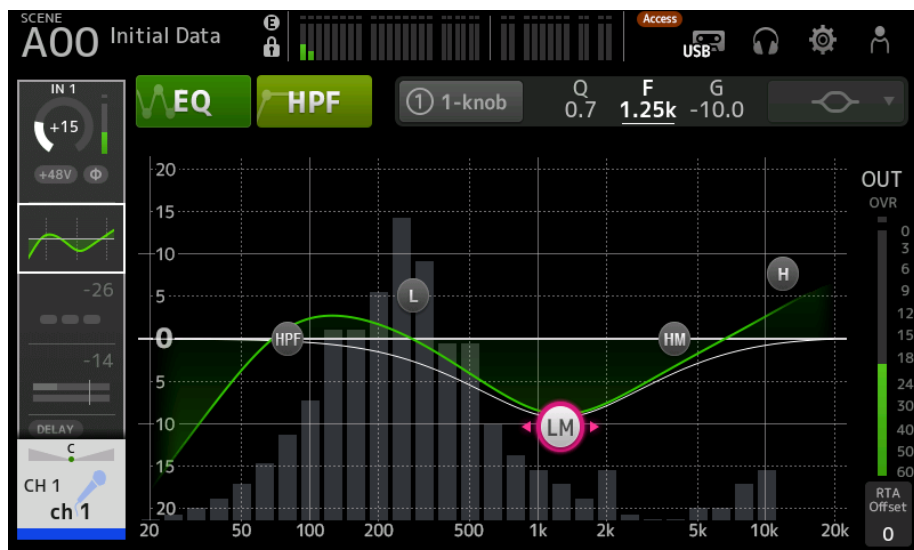 SCENE
A00 Initial Data
E
Access
USB
IN 1
+15
+48V Φ
-26
-14
DELAY
C
CH 1
ch 1
EQ
HPF
1 1-knob
Q F G
0.7 1.25k -10.0
20
15
10
5
0
5
10
15
20
HPF
L
LM
HM
H
20 50 100 200 500 1k 2k 5k 10k 20k
OUT
OVR
0
3
6
9
12
15
18
24
30
40
50
60
RTA
Offset
0